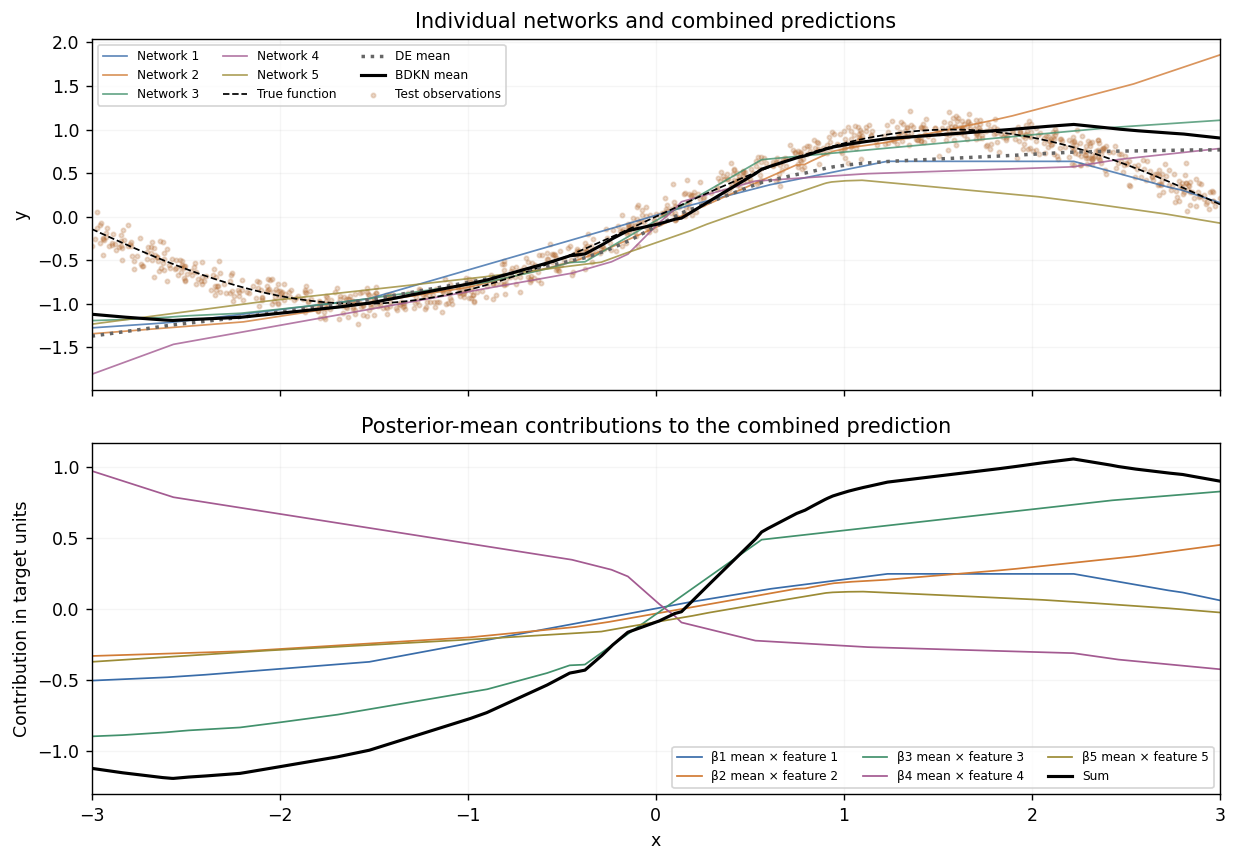 Individual networks and combined predictions
Network 1
Network 2
Network 3
Network 4
Network 5
True function
DE mean
BDKN mean
Test observations
y
2.0
1.5
1.0
0.5
0.0
−0.5
−1.0
−1.5
Posterior-mean contributions to the combined prediction
Contribution in target units
1.0
0.5
0.0
−0.5
−1.0
β1 mean × feature 1
β2 mean × feature 2
β3 mean × feature 3
β4 mean × feature 4
β5 mean × feature 5
Sum
−3
−2
−1
0
1
2
3
x